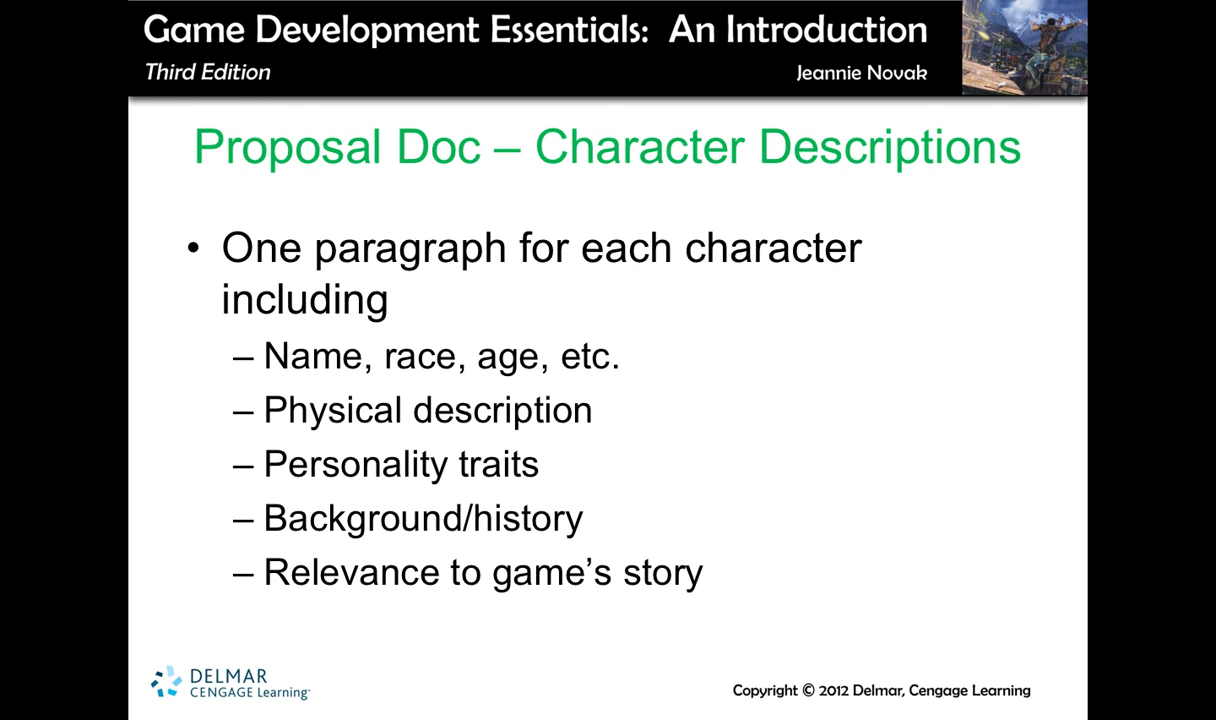 Game Development Essentials: An Introduction
Third Edition
Jeannie Novak
Proposal Doc – Character Descriptions
• One paragraph for each character
including
– Name, race, age, etc.
– Physical description
– Personality traits
– Background/history
– Relevance to game’s story
DELMAR
CENGAGE Learning™
Copyright © 2012 Delmar, Cengage Learning